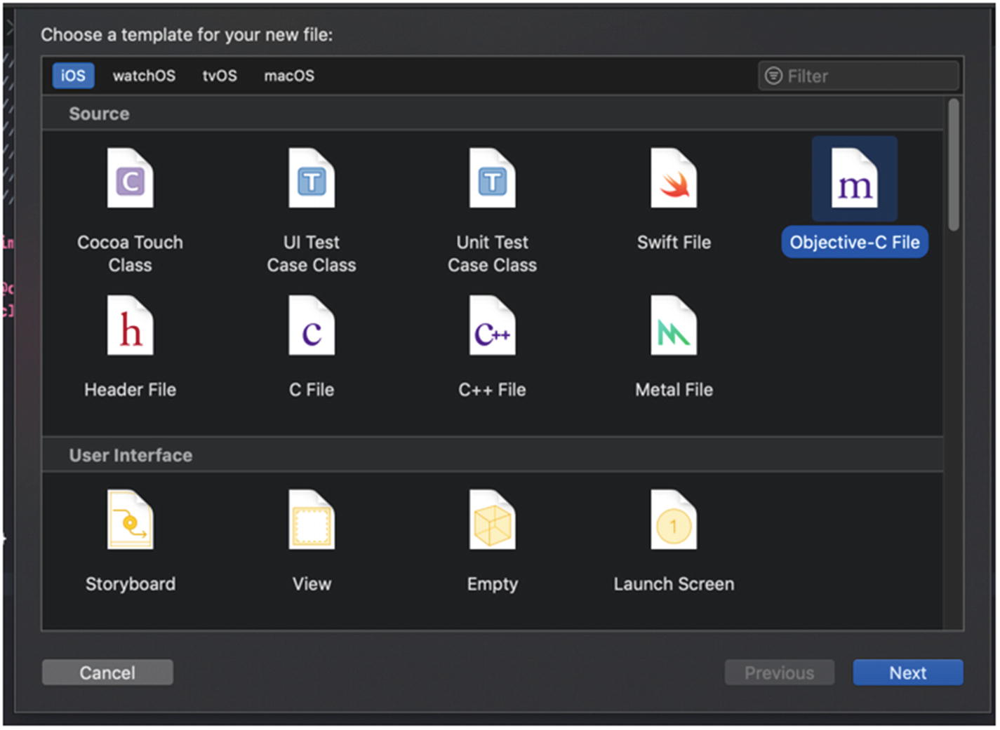 Choose a template for your new file:
iOS watchOS tvOS macOS Filter
Source
C T T m
Cocoa Touch Class
UI Test Case Class
Unit Test Case Class
Swift File
Objective-C File
h c C++
Header File
C File
C++ File
Metal File
User Interface
1
Storyboard
View
Empty
Launch Screen
Cancel Previous Next